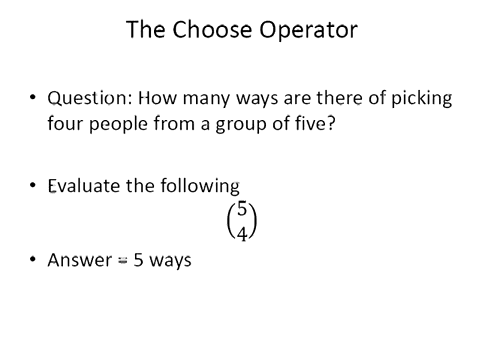 The Choose Operator
• Question: How many ways are there of picking
four people from a group of five?
• Evaluate the following
(5
4)
• Answer = 5 ways